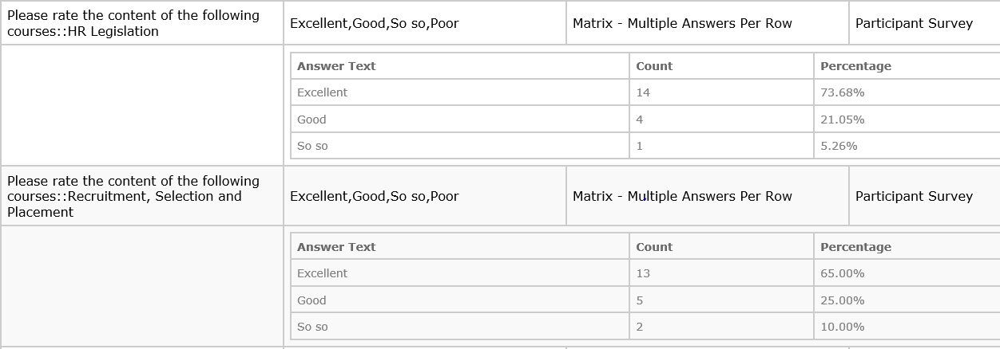 Please rate the content of the following
courses::HR Legislation
Excellent,Good,So so,Poor
Matrix - Multiple Answers Per Row
Participant Survey
Answer Text Count Percentage
Excellent 14 73.68%
Good 4 21.05%
So so 1 5.26%
Please rate the content of the following
courses::Recruitment, Selection and
Placement
Excellent,Good,So so,Poor
Matrix - Multiple Answers Per Row
Participant Survey
Answer Text Count Percentage
Excellent 13 65.00%
Good 5 25.00%
So so 2 10.00%